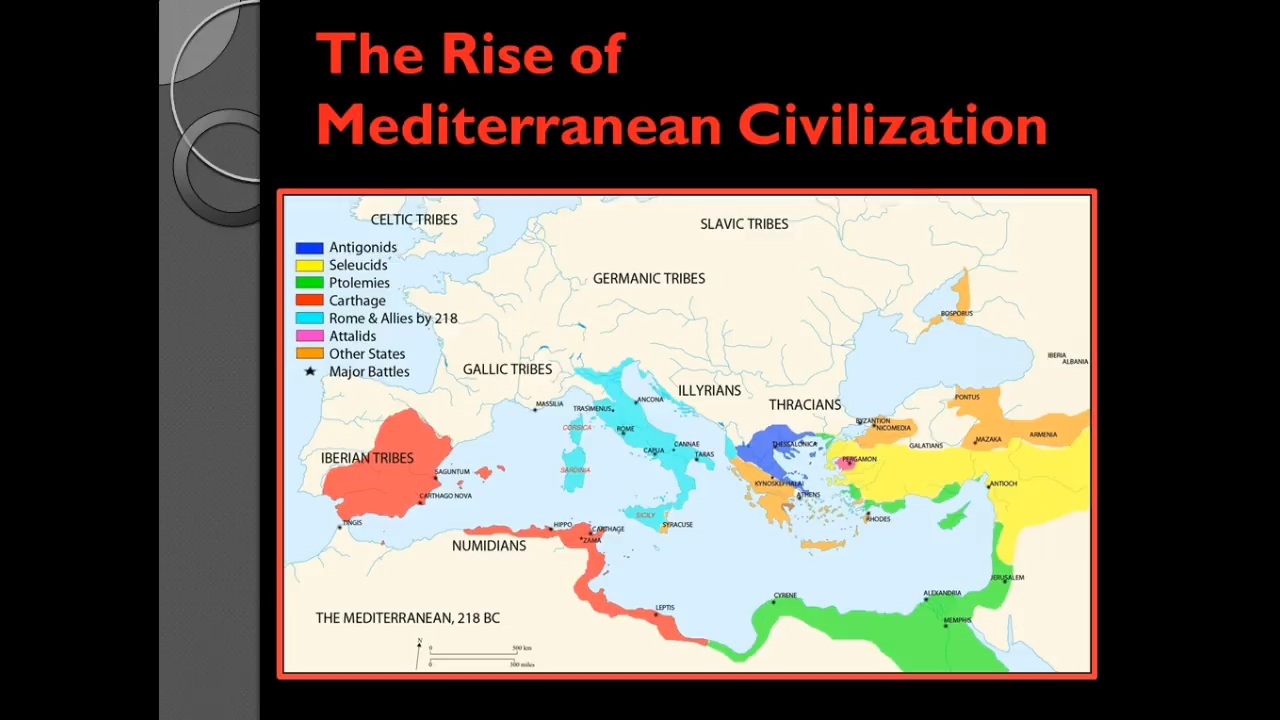 The Rise of
Mediterranean Civilization
CELTIC TRIBES
SLAVIC TRIBES
Antigonids
Seleucids
Ptolemies
Carthage
Rome & Allies by 218
Attalids
Other States
Major Battles
GERMANIC TRIBES
BOSPORUS
IBERIA
ALBANIA
GALLIC TRIBES
ILLYRIANS
THRACIANS
MASSILIA
TRASIMENUS
ANCONA
PONTUS
CORSICA
ROME
BYZANTION
NICOMEDIA
ARMENIA
MAZAKA
GALATIANS
CANNAE
CAPUA
TARAS
THESSALONICA
IBERIAN TRIBES
PERGAMON
SARDINIA
SAGUNTUM
KYNOSKEPHALAI
ANTIOCH
CARTHAGO NOVA
ATHENS
SICILY
SYRACUSE
RHODES
TINGIS
HIPPO
CARTHAGE
ZAMA
NUMIDIANS
JERUSALEM
LEPTIS
CYRENE
ALEXANDRIA
MEMPHIS
THE MEDITERRANEAN, 218 BC
N
0 500 km
0 300 miles